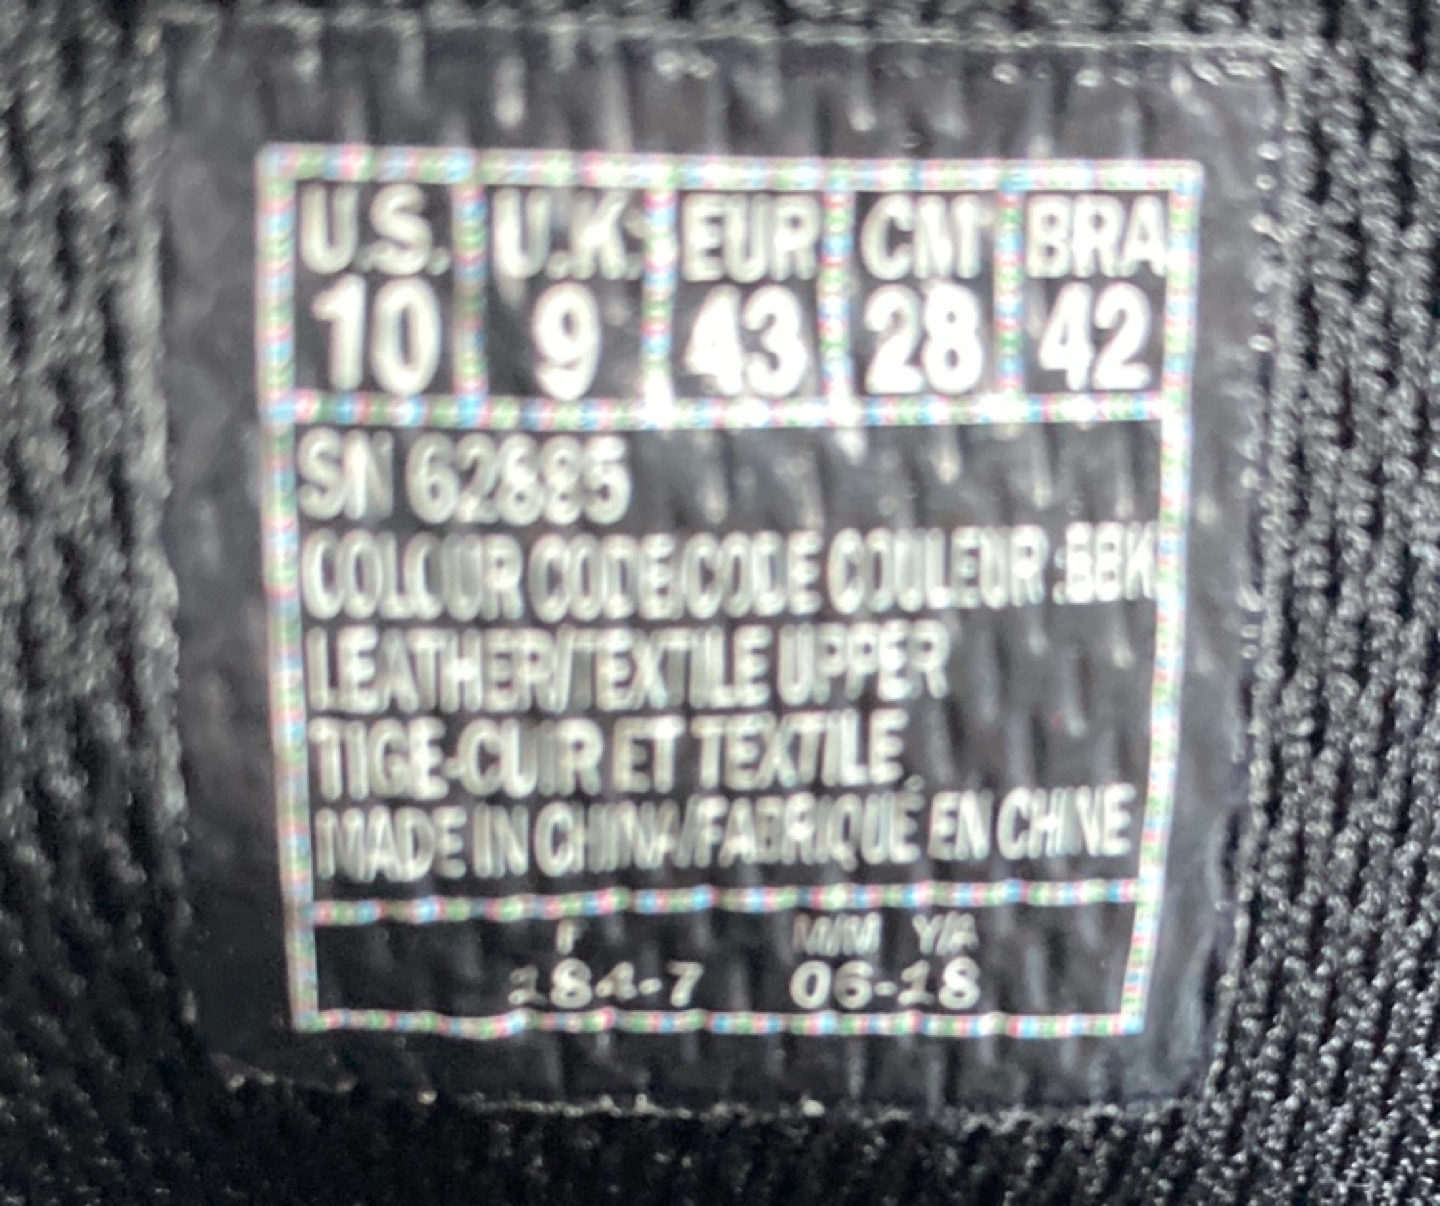 U.S. U.K. EUR CM BRA
10 9 43 28 42
SN 62685
COLOUR CODE/CODE COULEUR :BBK
LEATHER/TEXTILE UPPER
TIGE-CUIR ET TEXTILE
MADE IN CHINA/FABRIQUÉ EN CHINE
F M/M Y/A
184-7 06-18